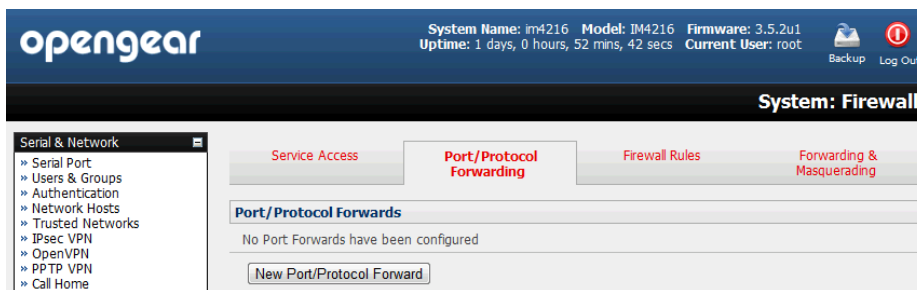 opengear
System Name: im4216 Model: IM4216 Firmware: 3.5.2u1
Uptime: 1 days, 0 hours, 52 mins, 42 secs Current User: root
Backup
Log Ou
System: Firewall
Serial & Network
» Serial Port
» Users & Groups
» Authentication
» Network Hosts
» Trusted Networks
» IPsec VPN
» OpenVPN
» PPTP VPN
» Call Home
Service Access
Port/Protocol
Forwarding
Firewall Rules
Forwarding &
Masquerading
Port/Protocol Forwards
No Port Forwards have been configured
New Port/Protocol Forward